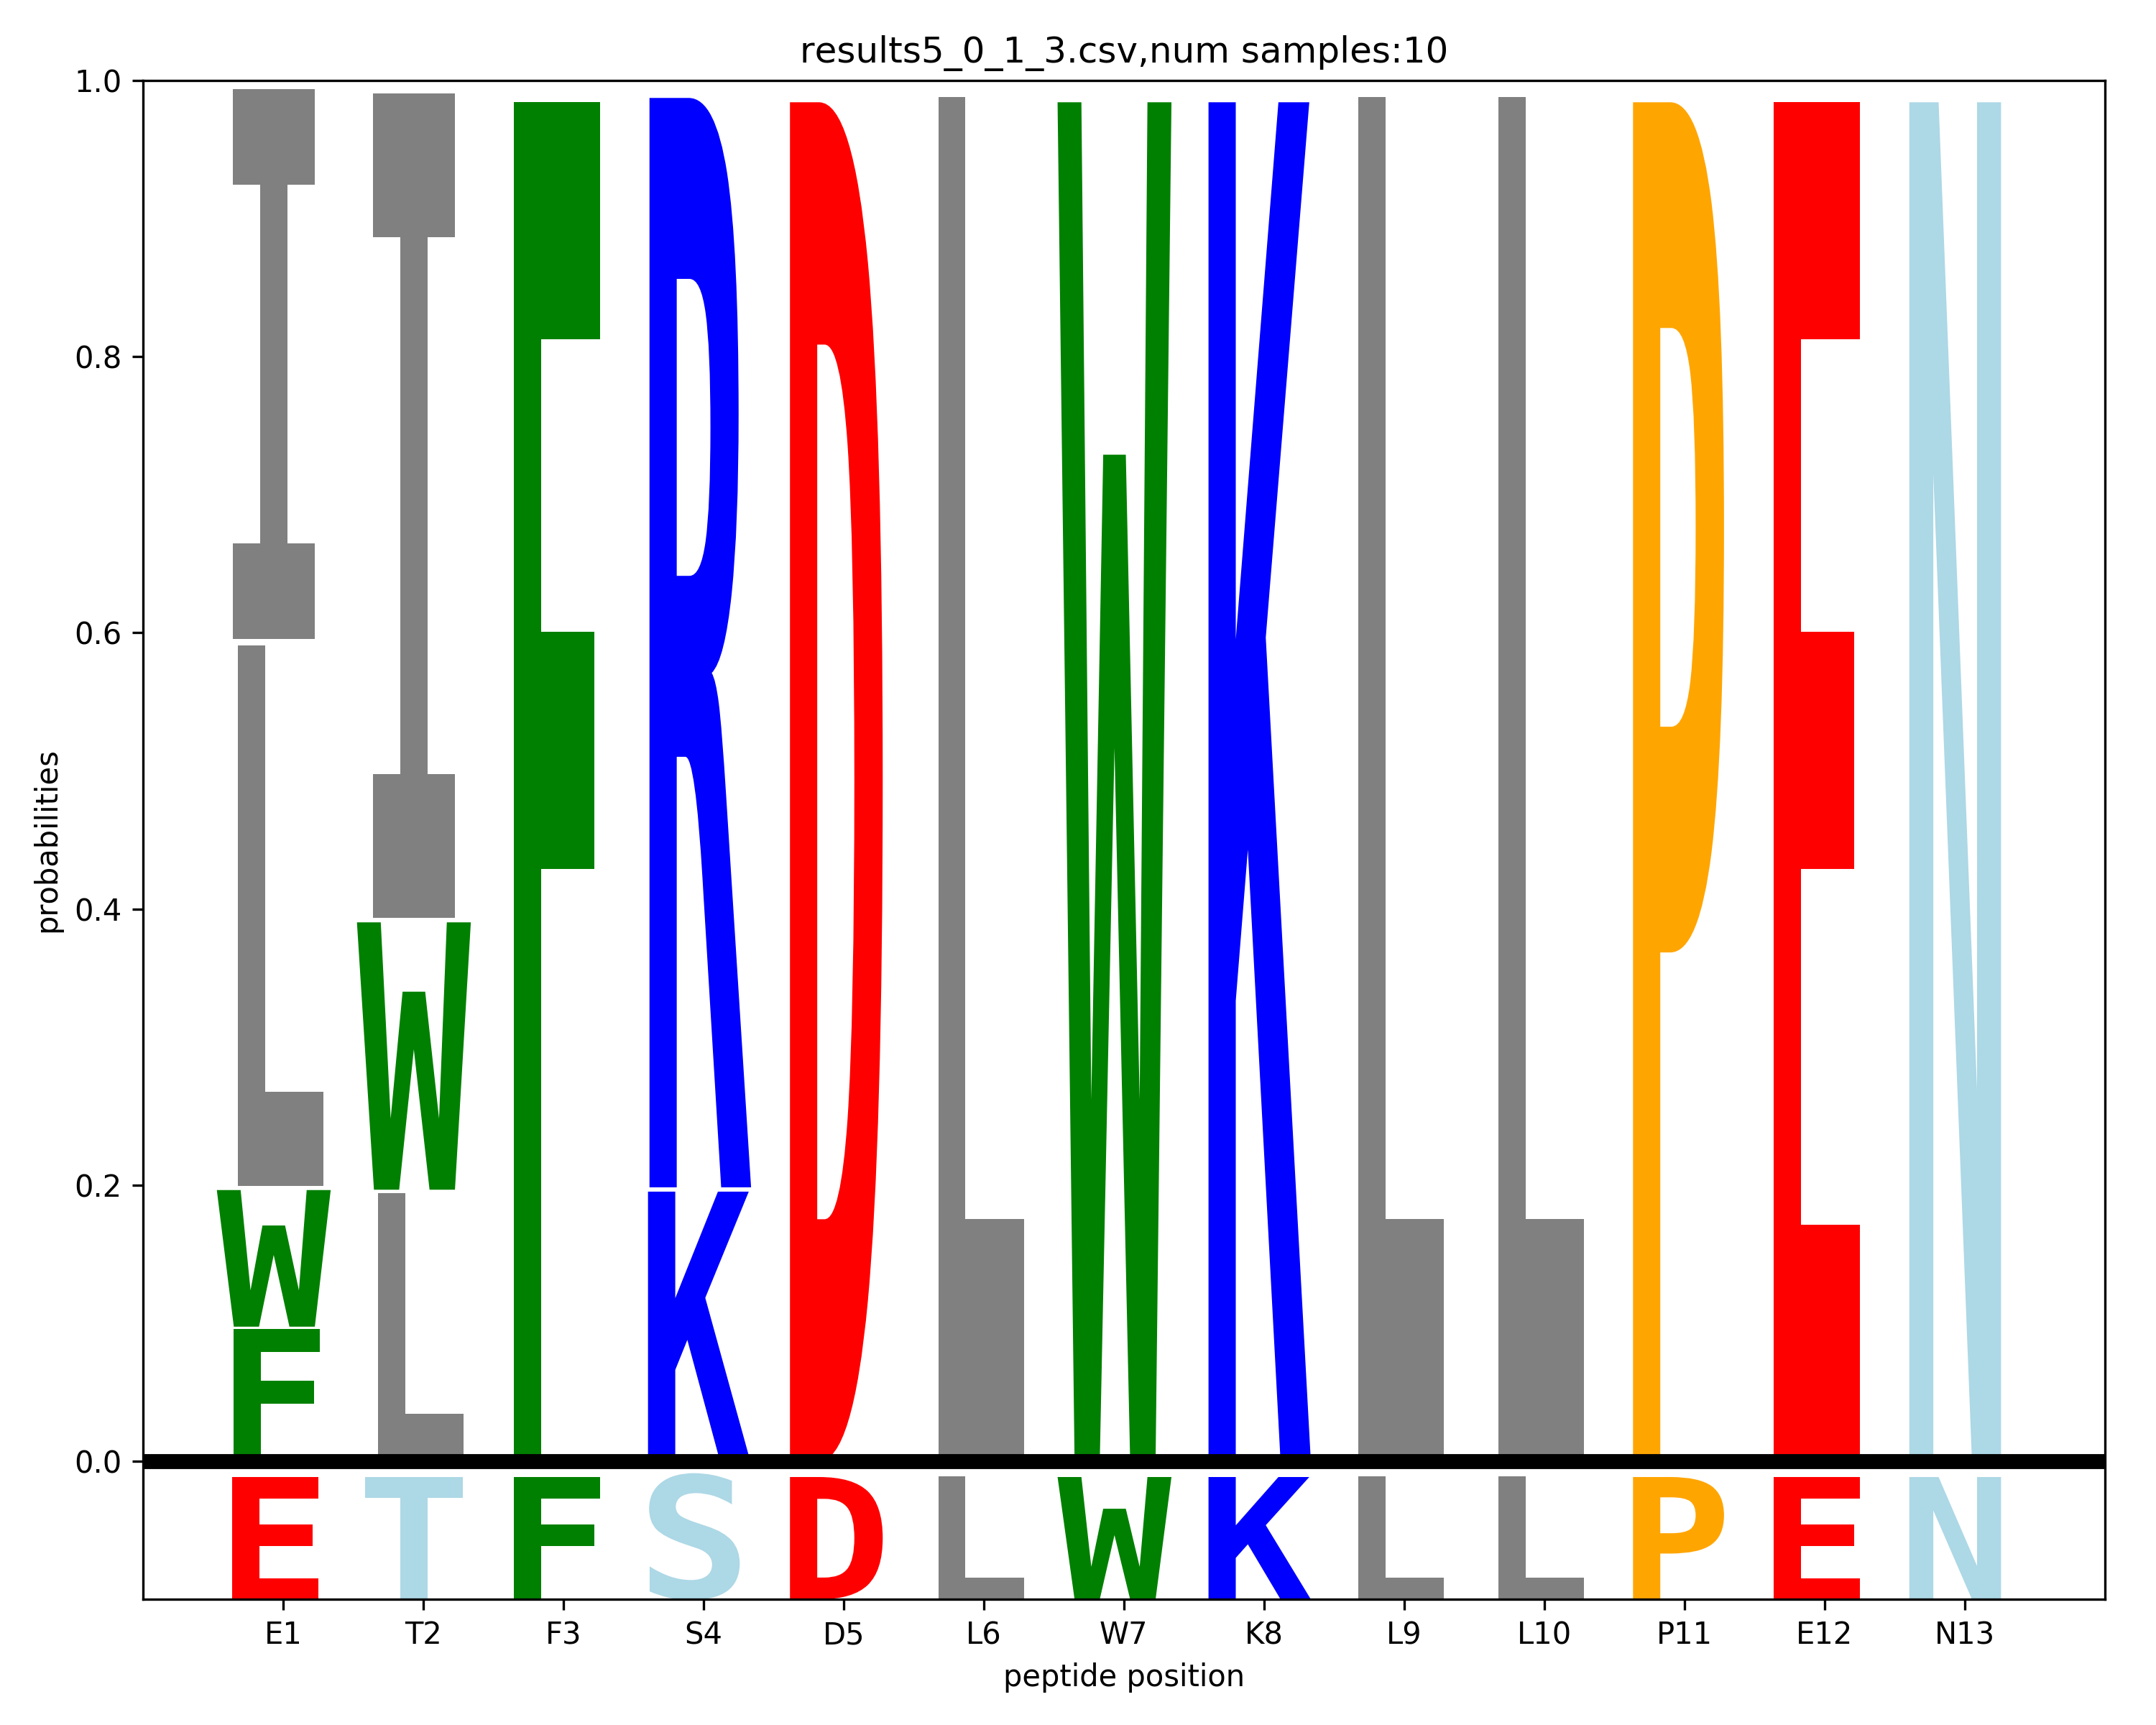 results5_0_1_3.csv,num samples:10
probabilities
1.0
0.8
0.6
0.4
0.2
0.0
I I F R D L W K L L P E N
L W K
W L
F
E T F S D L W K L L P E N
E1 T2 F3 S4 D5 L6 W7 K8 L9 L10 P11 E12 N13
peptide position